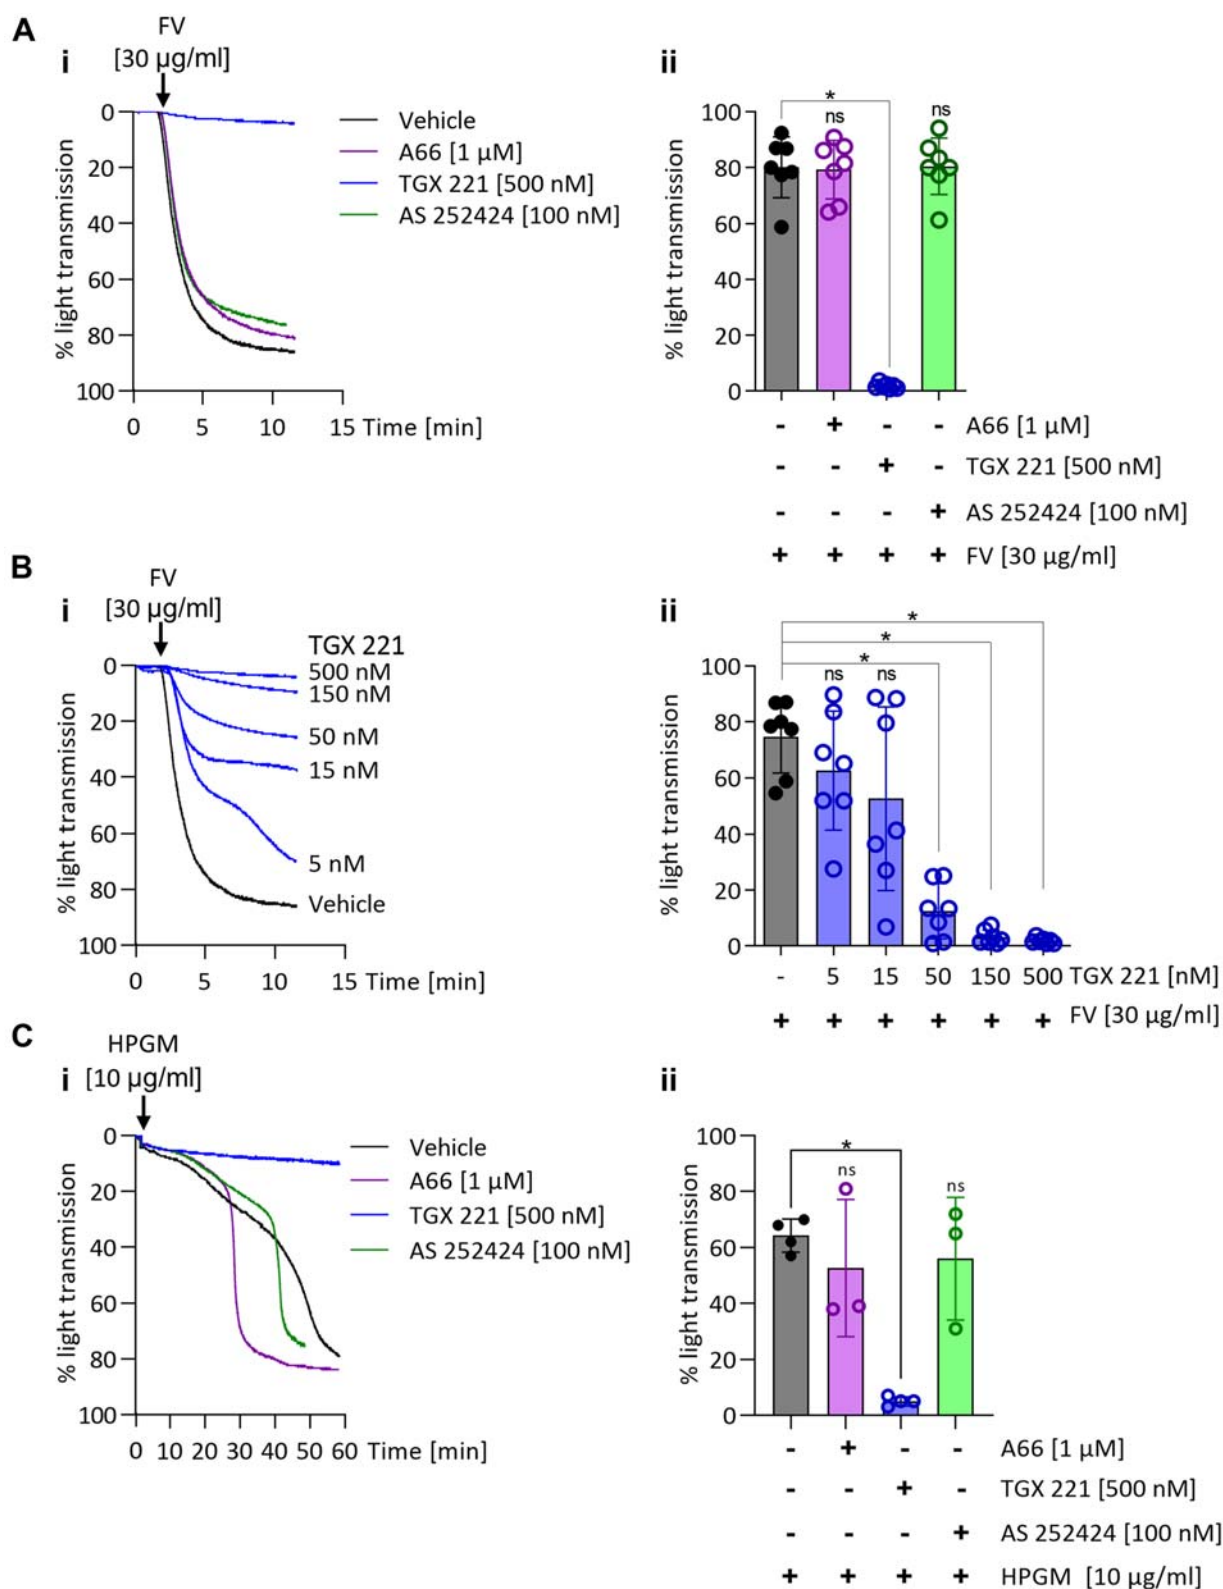 A
i
FV
[30 µg/ml]
0
20
40
60
80
100
% light transmission
0 5 10 15 Time [min]
Vehicle
A66 [1 µM]
TGX 221 [500 nM]
AS 252424 [100 nM]
ii
100
80
60
40
20
0
% light transmission
*
ns
ns
- + - - A66 [1 µM]
- - + - TGX 221 [500 nM]
- - - + AS 252424 [100 nM]
+ + + + FV [30 µg/ml]
B
i
FV
[30 µg/ml]
0
20
40
60
80
100
% light transmission
0 5 10 15 Time [min]
TGX 221
500 nM
150 nM
50 nM
15 nM
5 nM
Vehicle
ii
100
80
60
40
20
0
% light transmission
*
*
*
ns ns
- 5 15 50 150 500 TGX 221 [nM]
+ + + + + + FV [30 µg/ml]
C
i
HPGM
[10 µg/ml]
0
20
40
60
80
100
% light transmission
0 10 20 30 40 50 60 Time [min]
Vehicle
A66 [1 µM]
TGX 221 [500 nM]
AS 252424 [100 nM]
ii
100
80
60
40
20
0
% light transmission
*
ns
ns
- + - - A66 [1 µM]
- - + - TGX 221 [500 nM]
- - - + AS 252424 [100 nM]
+ + + + HPGM [10 µg/ml]